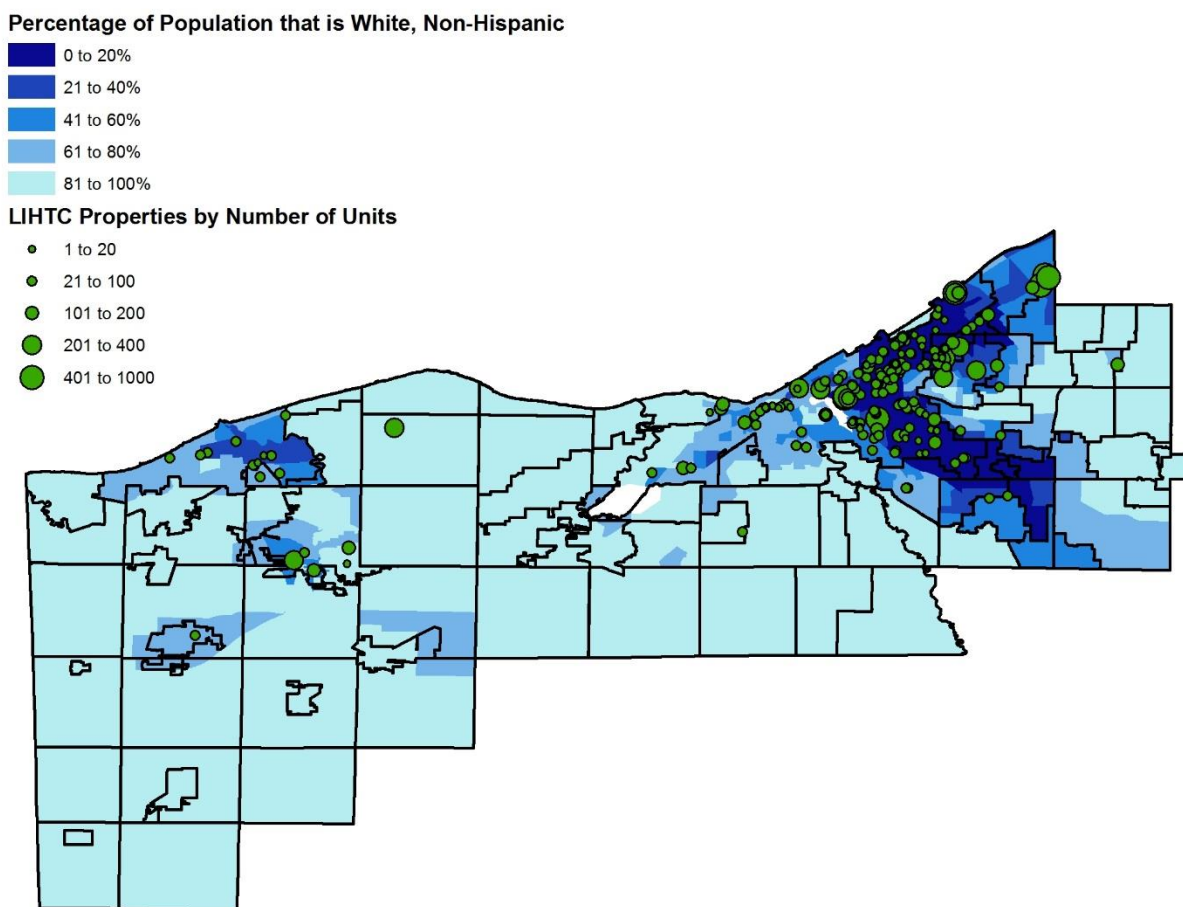 Percentage of Population that is White, Non-Hispanic
0 to 20%
21 to 40%
41 to 60%
61 to 80%
81 to 100%
LIHTC Properties by Number of Units
1 to 20
21 to 100
101 to 200
201 to 400
401 to 1000